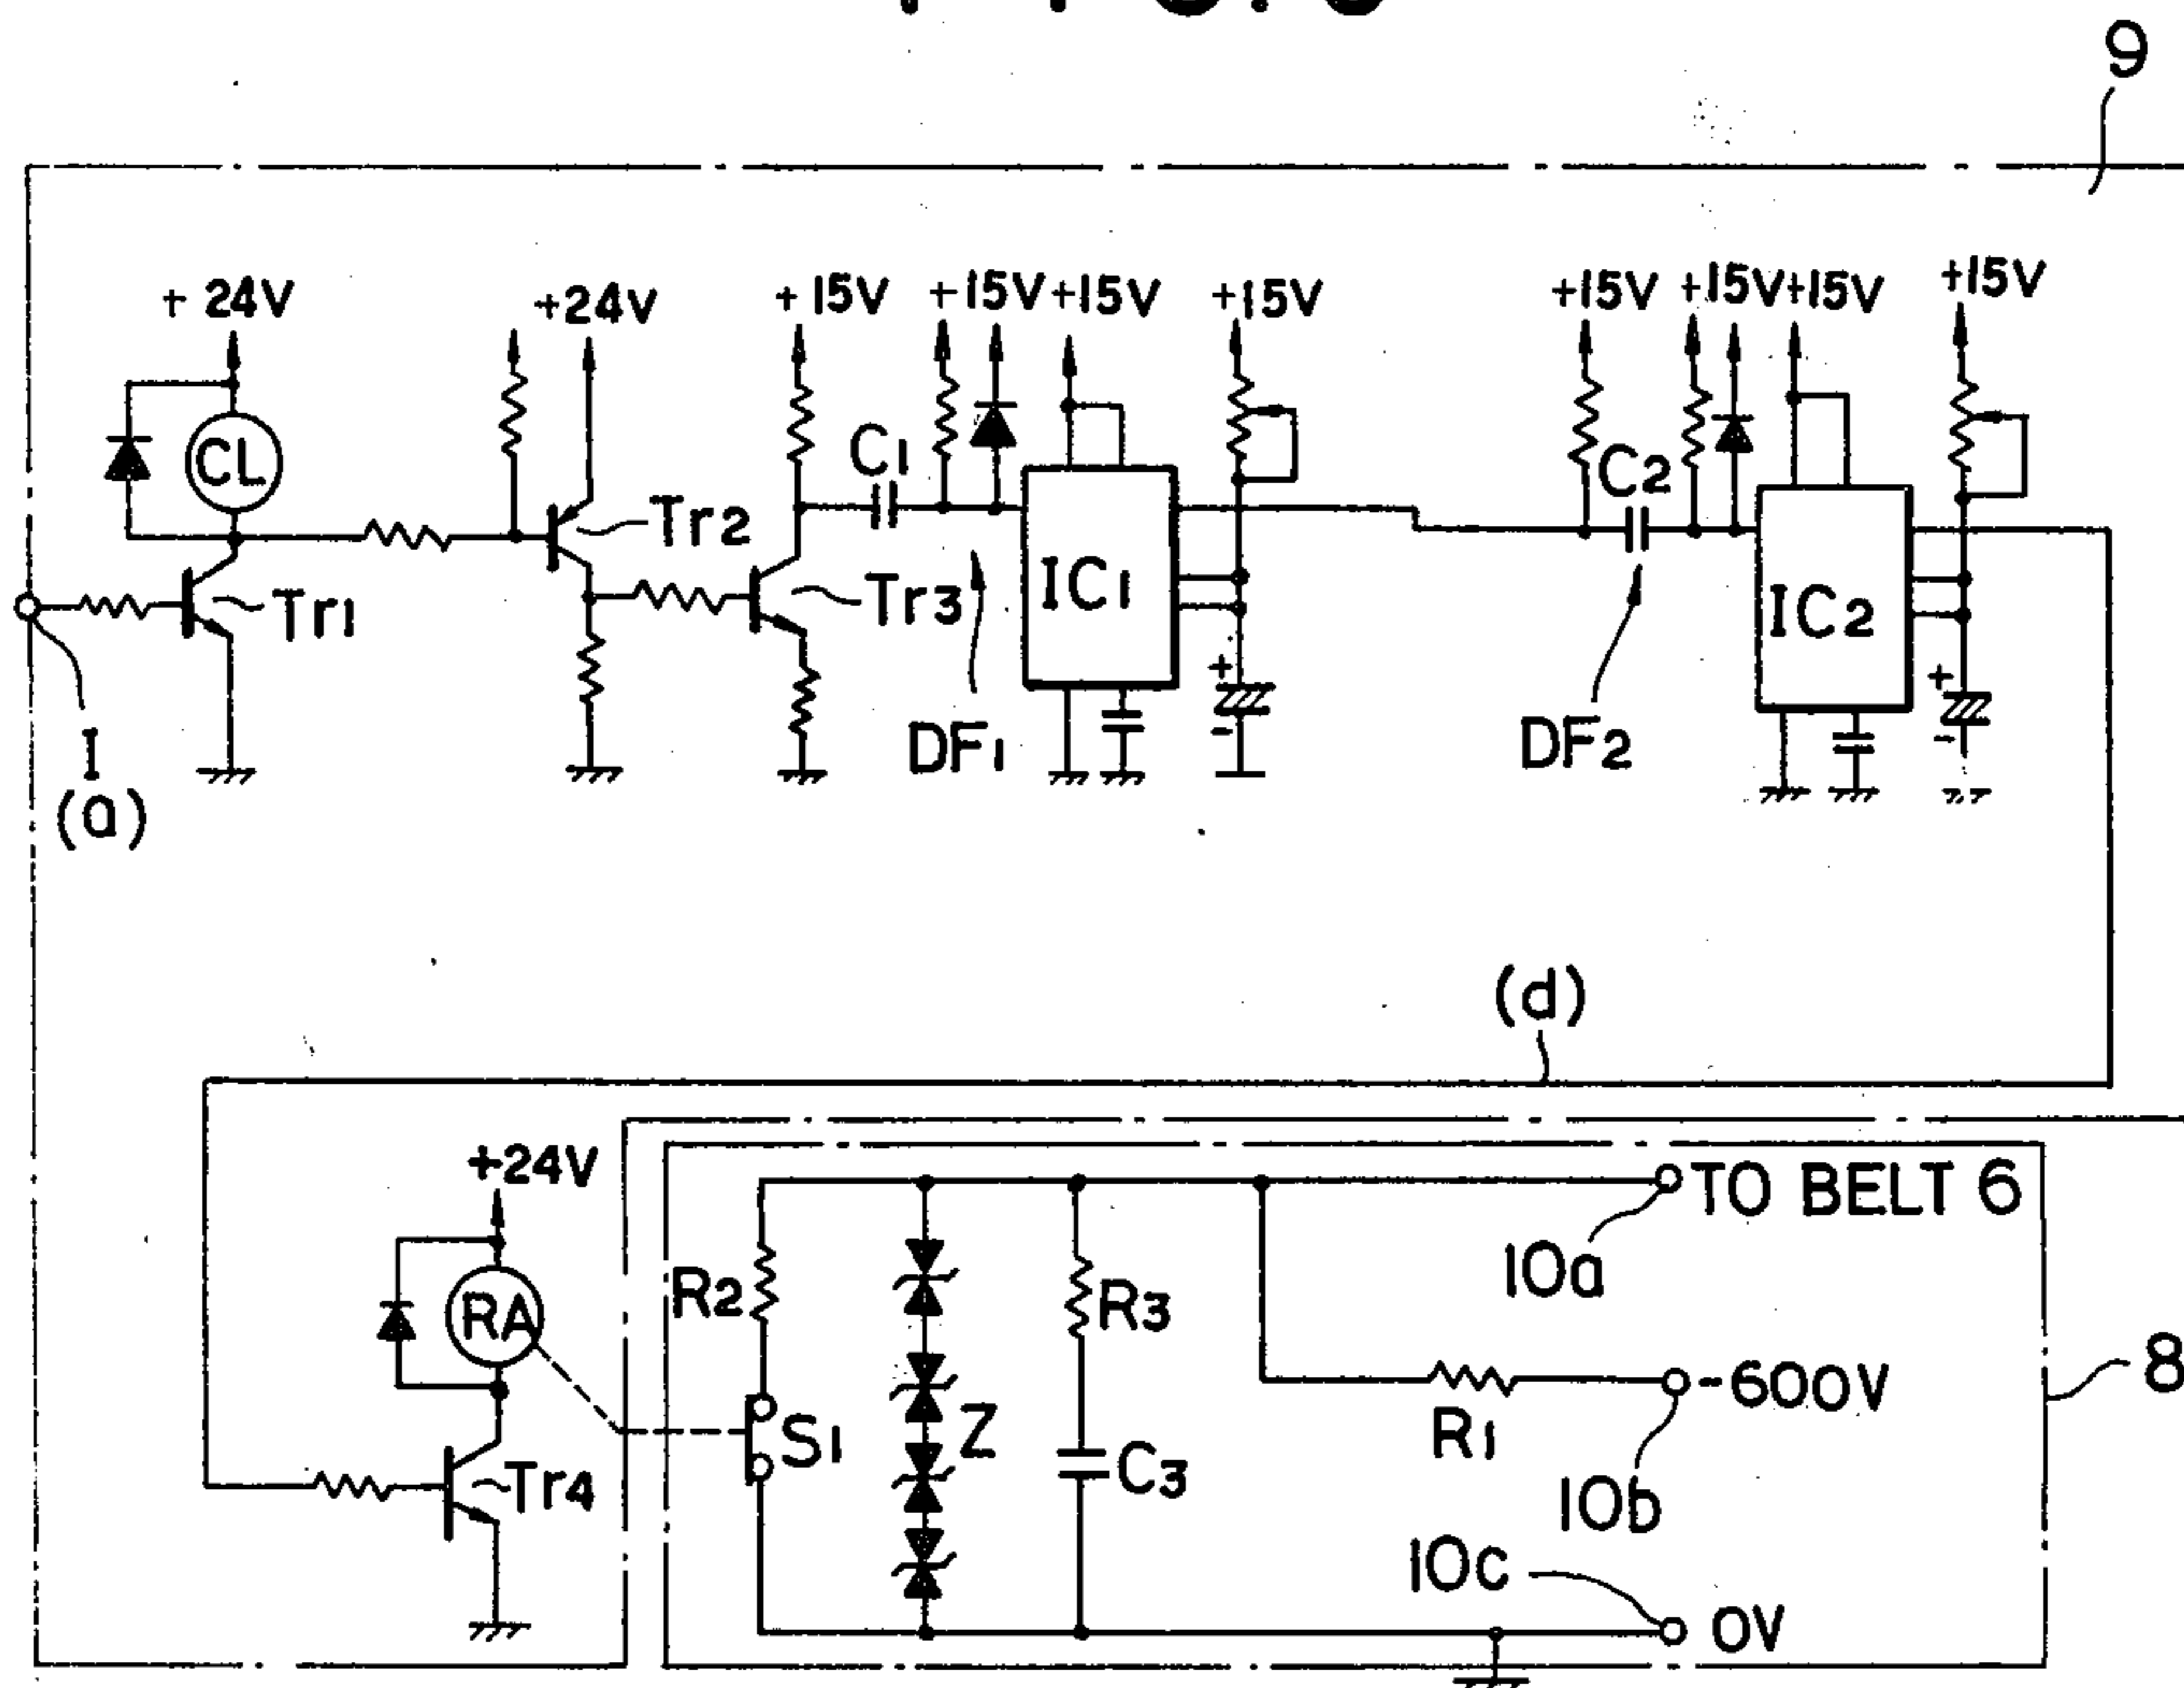 9
+ 24V +24V + 15V +15V +15V +15V +15V +15V +15V +15V
CL C1 C2
Tr2
Tr1 Tr3 IC1 IC2
+ +
- -
I DF1 DF2
(a)
(d)
+24V
TO BELT 6
10a
RA R2 R3
8
-600V
S1 Z R1
C3
Tr4 10b
10c
0V